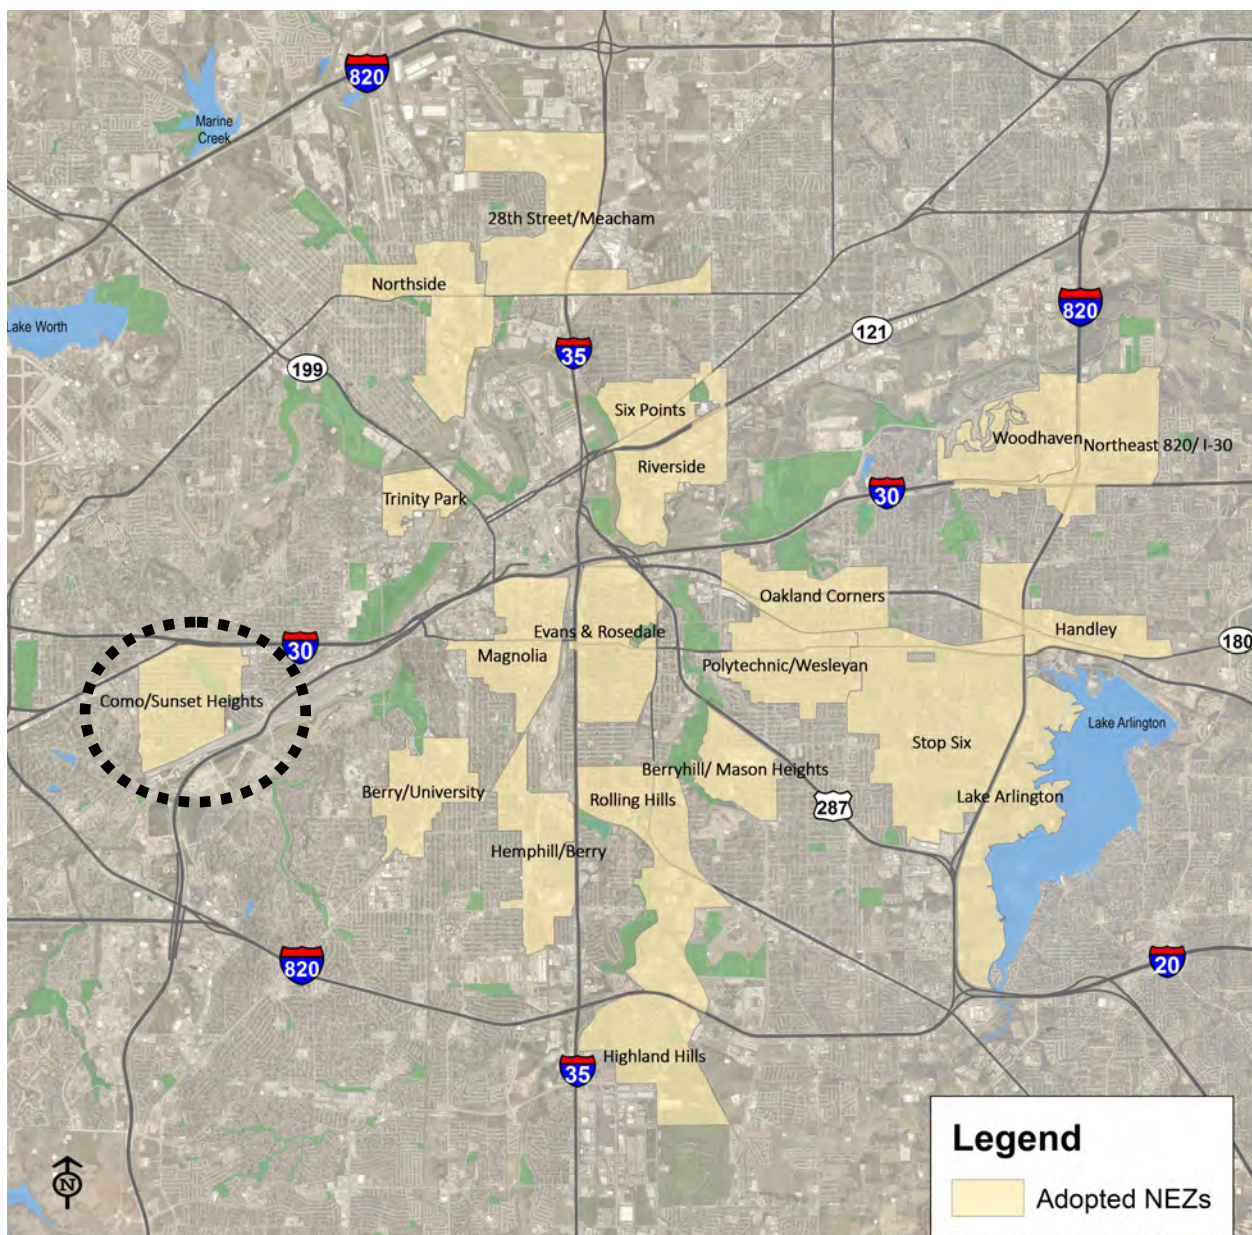 820
Marine
Creek
28th Street/Meacham
Northside
Lake Worth
820
121
35
199
Six Points
Woodhaven
Northeast 820/ I-30
Riverside
Trinity Park
30
Oakland Corners
Evans & Rosedale
Handley
180
30
Magnolia
Polytechnic/Wesleyan
Como/Sunset Heights
Lake Arlington
Stop Six
Berryhill/ Mason Heights
Berry/University
Rolling Hills
Lake Arlington
287
Hemphill/Berry
820
20
Highland Hills
35
Legend
N
Adopted NEZs